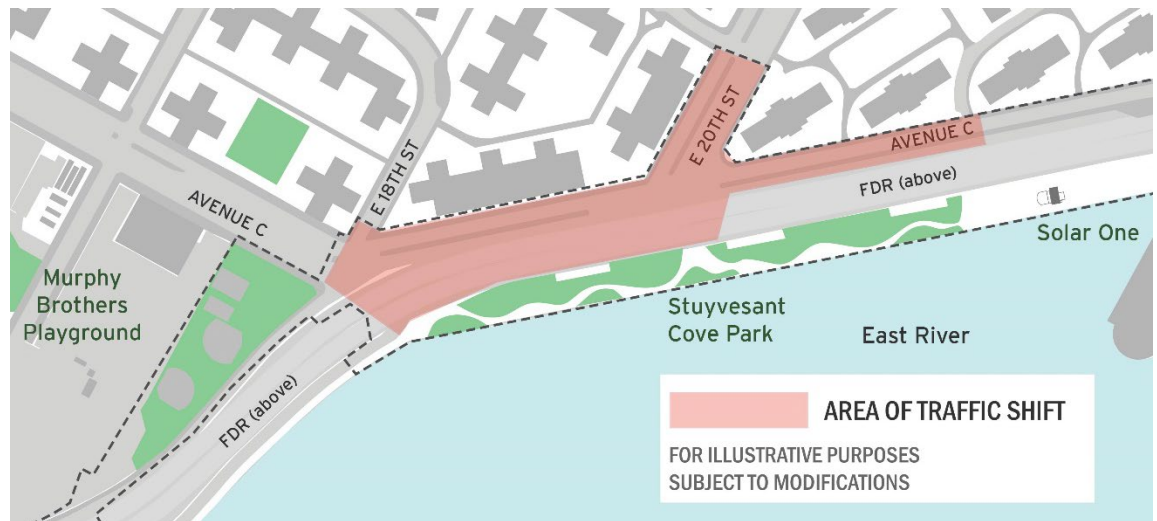 E 18TH ST
E 20TH ST
AVENUE C
AVENUE C
FDR (above)
Murphy
Brothers
Playground
Solar One
Stuyvesant
Cove Park
East River
FDR (above)
AREA OF TRAFFIC SHIFT
FOR ILLUSTRATIVE PURPOSES
SUBJECT TO MODIFICATIONS